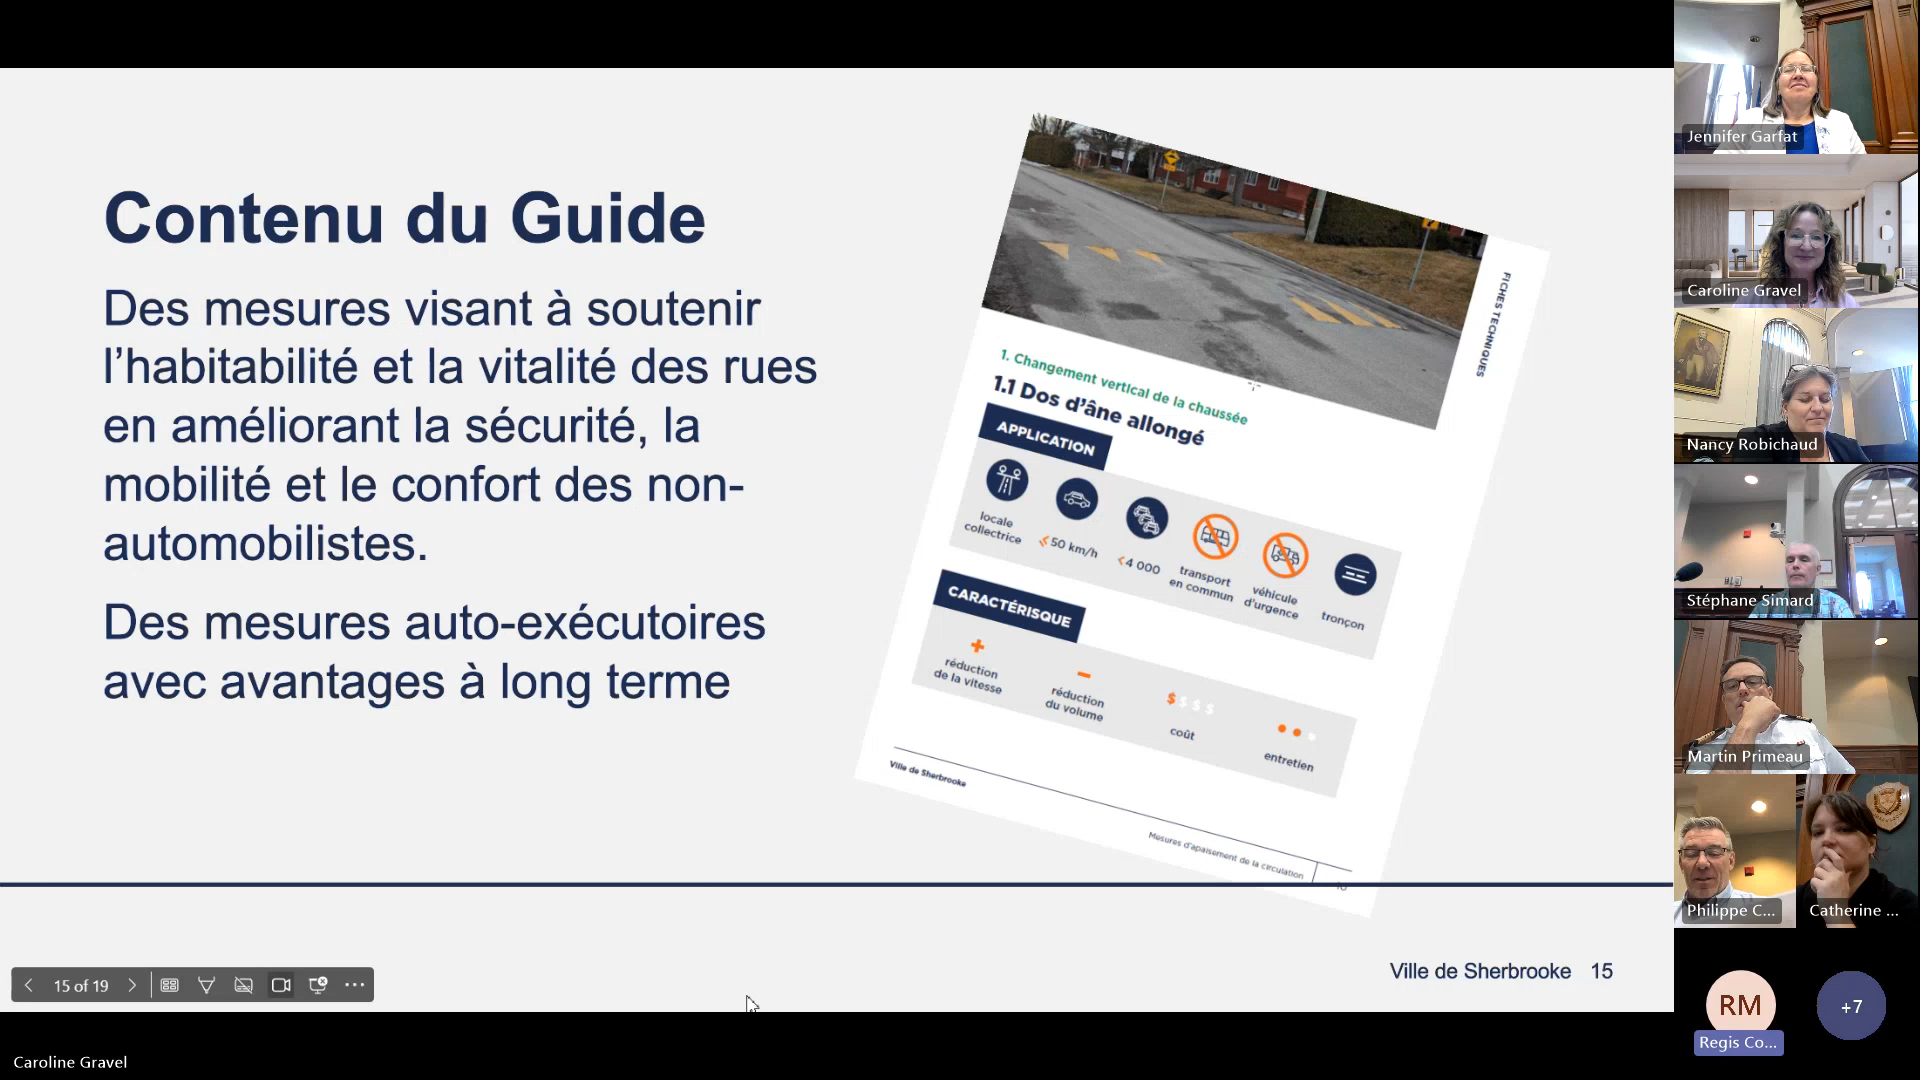 Contenu du Guide
Des mesures visant à soutenir
l’habitabilité et la vitalité des rues
en améliorant la sécurité, la
mobilité et le confort des non-
automobilistes.
Des mesures auto-exécutoires
avec avantages à long terme
FICHES TECHNIQUES
1. Changement vertical de la chaussée
1.1 Dos d’âne allongé
APPLICATION
locale
collectrice
< 50 km/h
< 4 000
transport
en commun
véhicule
d’urgence
tronçon
CARACTÉRISQUE
+
réduction
de la vitesse
-
réduction
du volume
$ $ $ $
coût
entretien
Ville de Sherbrooke
Mesures d’apaisement de la circulation
10
Ville de Sherbrooke 15
15 of 19
Caroline Gravel
Jennifer Garfat
Caroline Gravel
Nancy Robichaud
Stéphane Simard
Martin Primeau
Philippe C...
Catherine ...
RM
Regis Co...
+7